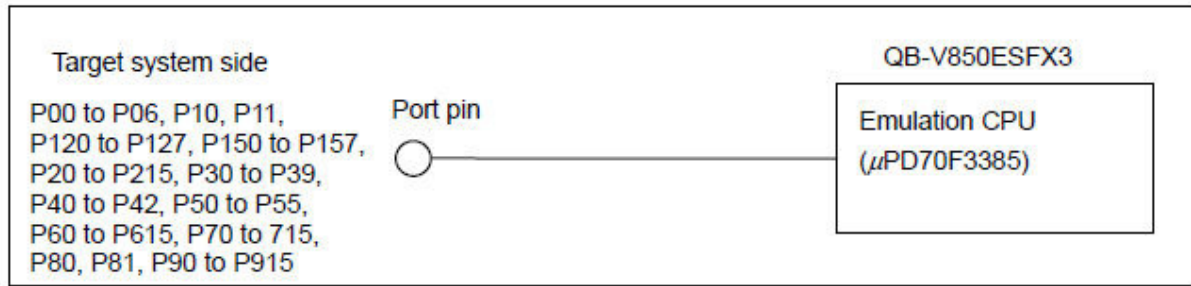 Target system side
QB-V850ESFX3
P00 to P06, P10, P11,
P120 to P127, P150 to P157,
P20 to P215, P30 to P39,
P40 to P42, P50 to P55,
P60 to P615, P70 to 715,
P80, P81, P90 to P915
Port pin
Emulation CPU
(μPD70F3385)